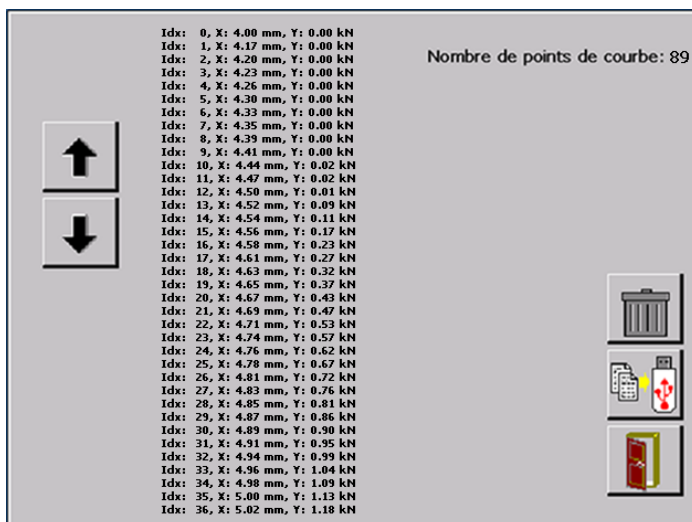 Idx: 0, X: 4.00 mm, Y: 0.00 kN
Idx: 1, X: 4.17 mm, Y: 0.00 kN
Idx: 2, X: 4.20 mm, Y: 0.00 kN
Idx: 3, X: 4.23 mm, Y: 0.00 kN
Idx: 4, X: 4.26 mm, Y: 0.00 kN
Idx: 5, X: 4.30 mm, Y: 0.00 kN
Idx: 6, X: 4.33 mm, Y: 0.00 kN
Idx: 7, X: 4.35 mm, Y: 0.00 kN
Idx: 8, X: 4.39 mm, Y: 0.00 kN
Idx: 9, X: 4.41 mm, Y: 0.00 kN
Idx: 10, X: 4.44 mm, Y: 0.02 kN
Idx: 11, X: 4.47 mm, Y: 0.02 kN
Idx: 12, X: 4.50 mm, Y: 0.01 kN
Idx: 13, X: 4.52 mm, Y: 0.09 kN
Idx: 14, X: 4.54 mm, Y: 0.11 kN
Idx: 15, X: 4.56 mm, Y: 0.17 kN
Idx: 16, X: 4.58 mm, Y: 0.23 kN
Idx: 17, X: 4.61 mm, Y: 0.27 kN
Idx: 18, X: 4.63 mm, Y: 0.32 kN
Idx: 19, X: 4.65 mm, Y: 0.37 kN
Idx: 20, X: 4.67 mm, Y: 0.43 kN
Idx: 21, X: 4.69 mm, Y: 0.47 kN
Idx: 22, X: 4.71 mm, Y: 0.53 kN
Idx: 23, X: 4.74 mm, Y: 0.57 kN
Idx: 24, X: 4.76 mm, Y: 0.62 kN
Idx: 25, X: 4.78 mm, Y: 0.67 kN
Idx: 26, X: 4.81 mm, Y: 0.72 kN
Idx: 27, X: 4.83 mm, Y: 0.76 kN
Idx: 28, X: 4.85 mm, Y: 0.81 kN
Idx: 29, X: 4.87 mm, Y: 0.86 kN
Idx: 30, X: 4.89 mm, Y: 0.90 kN
Idx: 31, X: 4.91 mm, Y: 0.95 kN
Idx: 32, X: 4.94 mm, Y: 0.99 kN
Idx: 33, X: 4.96 mm, Y: 1.04 kN
Idx: 34, X: 4.98 mm, Y: 1.09 kN
Idx: 35, X: 5.00 mm, Y: 1.13 kN
Idx: 36, X: 5.02 mm, Y: 1.18 kN
Nombre de points de courbe: 89